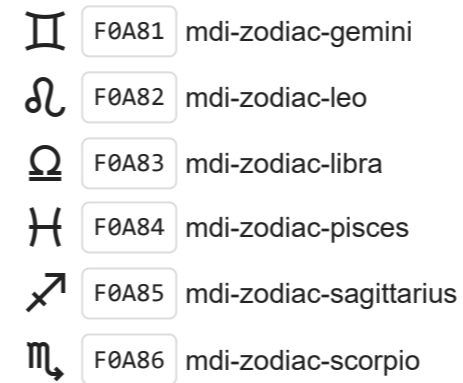 ♊ F0A81 mdi-zodiac-gemini
♌ F0A82 mdi-zodiac-leo
♎ F0A83 mdi-zodiac-libra
♓ F0A84 mdi-zodiac-pisces
♐ F0A85 mdi-zodiac-sagittarius
♏ F0A86 mdi-zodiac-scorpio